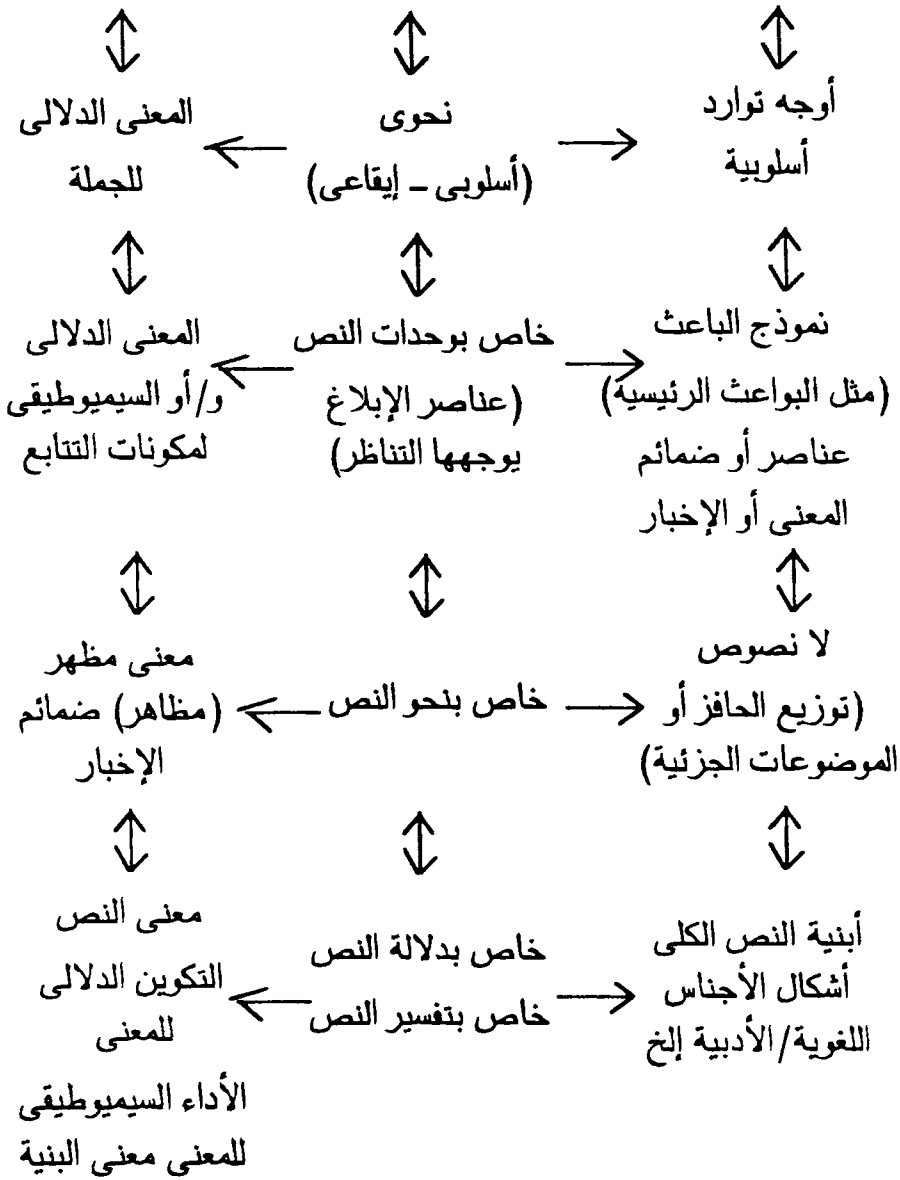 أوجه توارد
أسلوبية
نحوى
(أسلوبى - إيقاعى)
المعنى الدلالى
للجملة
نموذج الباعث
(مثل البواعث الرئيسية)
عناصر أو ضمائم
المعنى أو الإخبار
خاص بوحدات النص
(عناصر الإبلاغ
يوجهها التناظر)
المعنى الدلالى
و/أو السيميوطيقى
لمكونات التتابع
لا نصوص
(توزيع الحافز أو
الموضوعات الجزئية)
خاص بنحو النص
معنى مظهر
(مظاهر) ضمائم
الإخبار
أبنية النص الكلى
أشكال الأجناس
اللغوية/الأدبية إلخ
خاص بدلالة النص
خاص بتفسير النص
معنى النص
التكوين الدلالى
للمعنى
الأداء السيميوطيقى
للمعنى معنى البنية